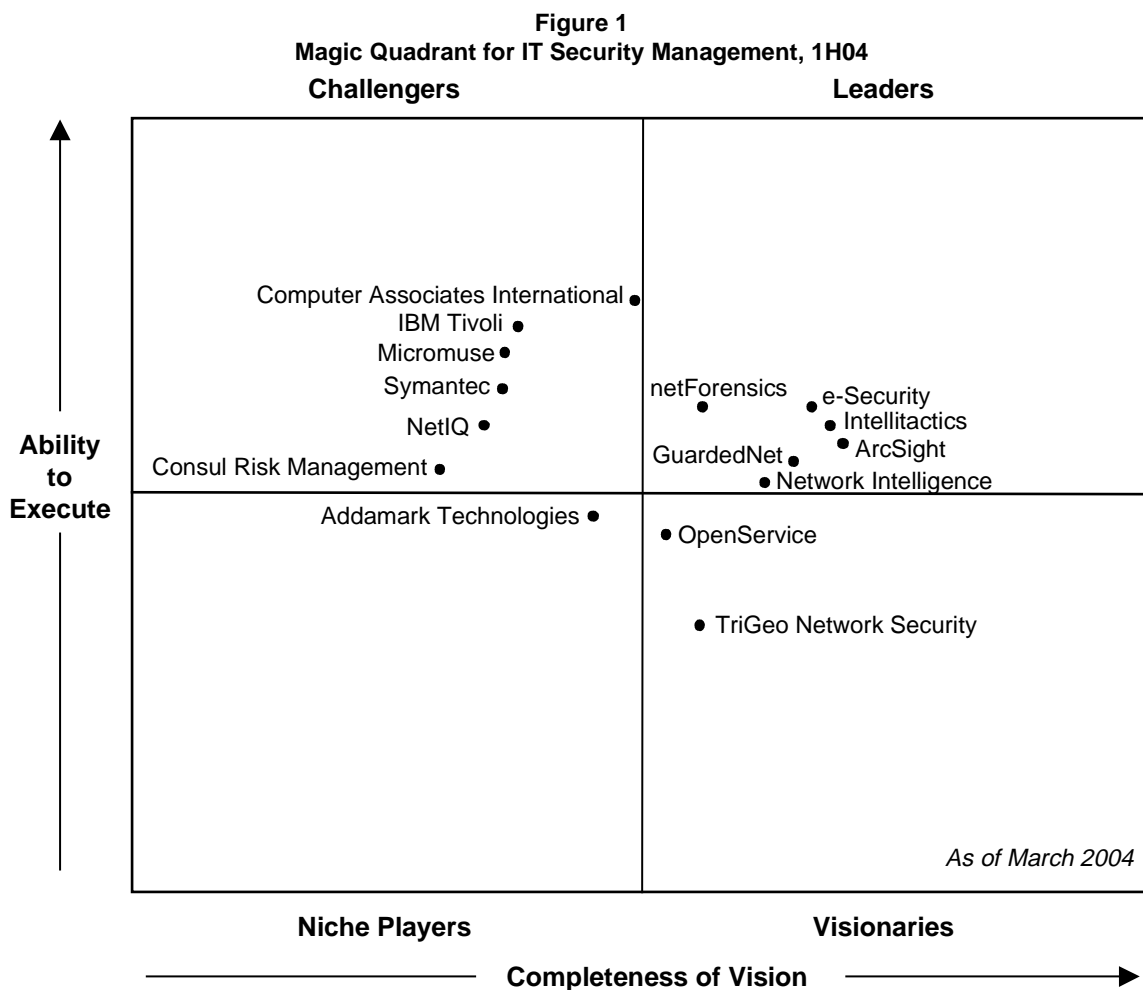 Figure 1
Magic Quadrant for IT Security Management, 1H04
Challengers
Leaders
Computer Associates International
IBM Tivoli
Micromuse
Symantec
netForensics
e-Security
NetIQ
Intellitactics
Ability
to
Execute
ArcSight
GuardedNet
Consul Risk Management
Network Intelligence
Addamark Technologies
OpenService
TriGeo Network Security
As of March 2004
Niche Players
Visionaries
Completeness of Vision